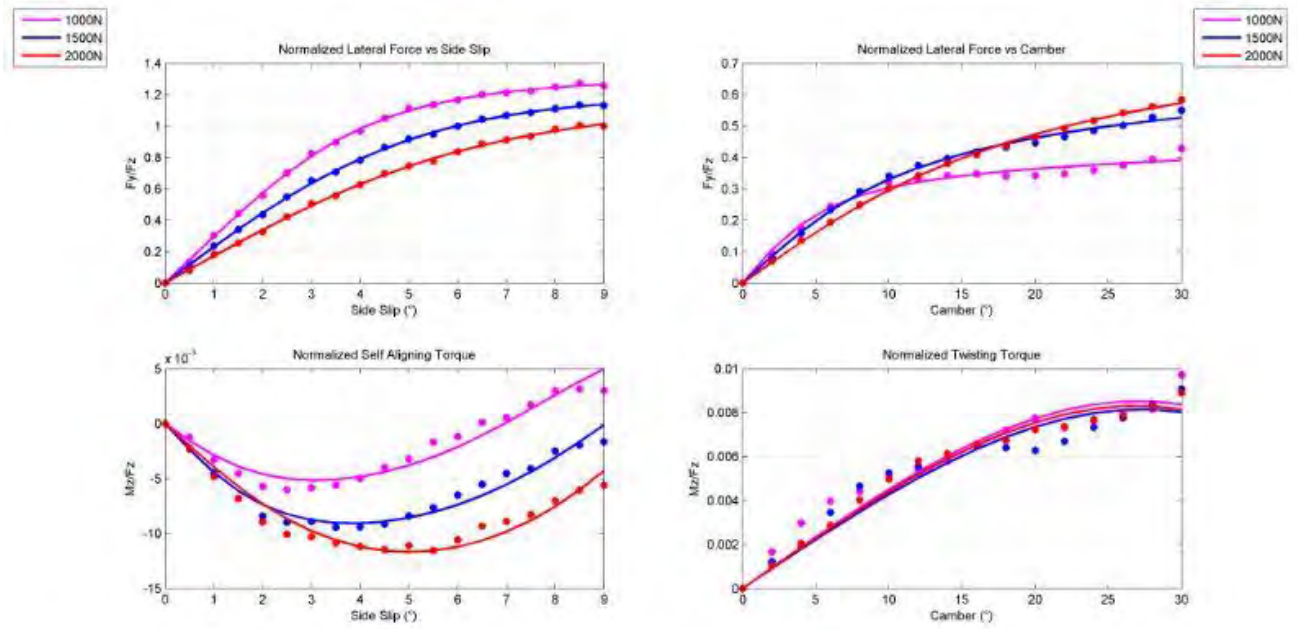 1000N
1500N
2000N
1000N
1500N
2000N
Normalized Lateral Force vs Side Slip
1.4
1.2
1
0.8
0.6
0.4
0.2
0
Fy/Fz
0 1 2 3 4 5 6 7 8 9
Side Slip (°)
Normalized Lateral Force vs Camber
0.7
0.6
0.5
0.4
0.3
0.2
0.1
0
Fy/Fz
0 5 10 15 20 25 30
Camber (°)
x 10⁻³
Normalized Self Aligning Torque
5
0
-5
-10
-15
Mz/Fz
0 1 2 3 4 5 6 7 8 9
Side Slip (°)
Normalized Twisting Torque
0.01
0.008
0.006
0.004
0.002
0
Mz/Fz
0 5 10 15 20 25 30
Camber (°)